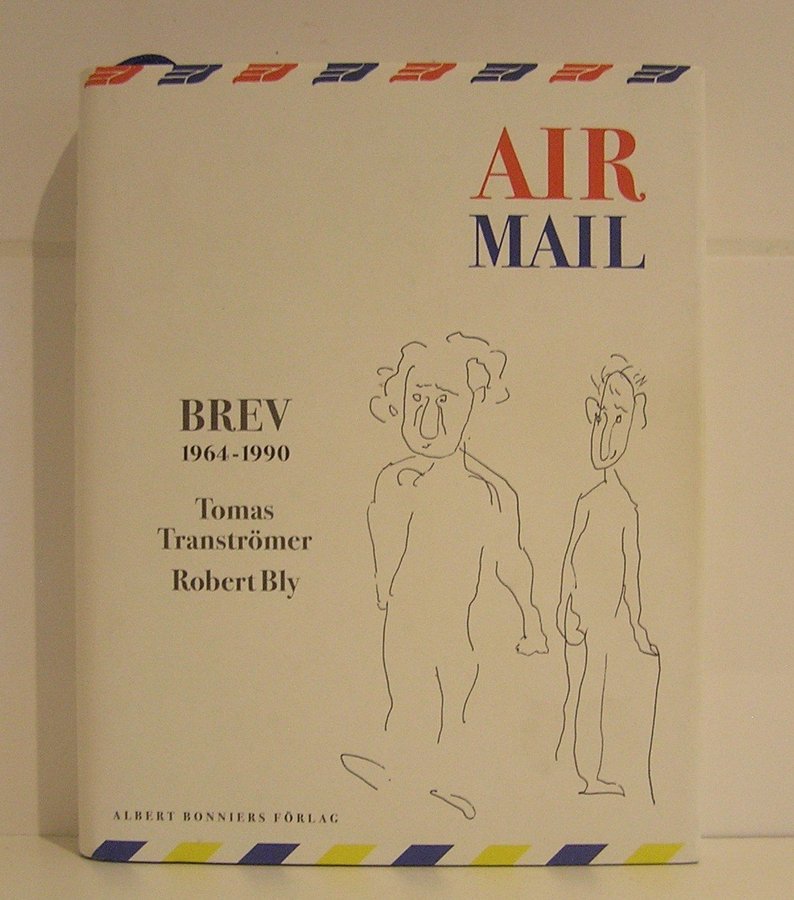 AIR
MAIL
BREV
1964-1990
Tomas
Tranströmer
Robert Bly
ALBERT BONNIERS FÖRLAG